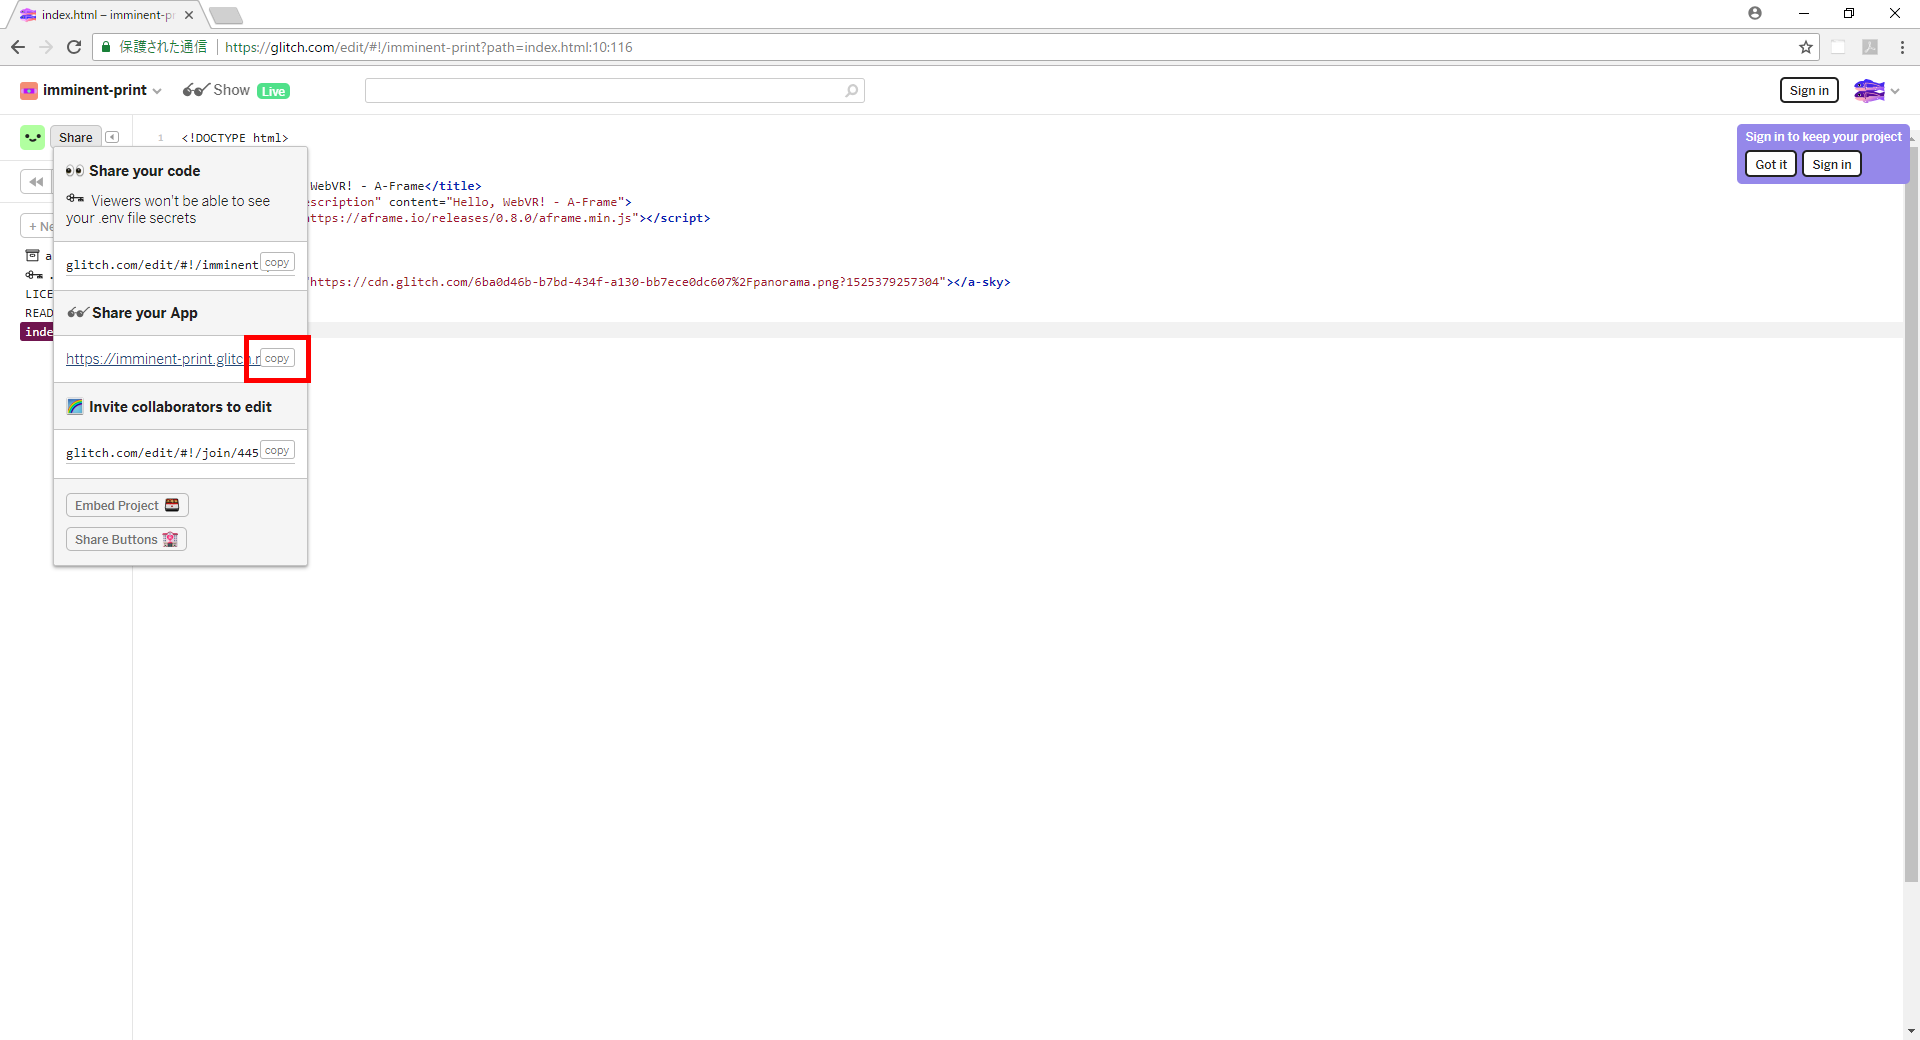 index.html – imminent-pr
保護された通信 https://glitch.com/edit/#!/imminent-print?path=index.html:10:116
imminent-print Show Live
Sign in
Share
1 <!DOCTYPE html>
Sign in to keep your project
Got it Sign in
Share your code
Viewers won't be able to see
your .env file secrets
WebVR! - A-Frame</title>
escription" content="Hello, WebVR! - A-Frame">
ttps://aframe.io/releases/0.8.0/aframe.min.js"></script>
+ Ne
a
.
glitch.com/edit/#!/imminent copy
https://cdn.glitch.com/6ba0d46b-b7bd-434f-a130-bb7ece0dc607%2Fpanorama.png?1525379257304"></a-sky>
LICE
READ
inde
Share your App
https://imminent-print.glitch.r copy
Invite collaborators to edit
glitch.com/edit/#!/join/445 copy
Embed Project
Share Buttons